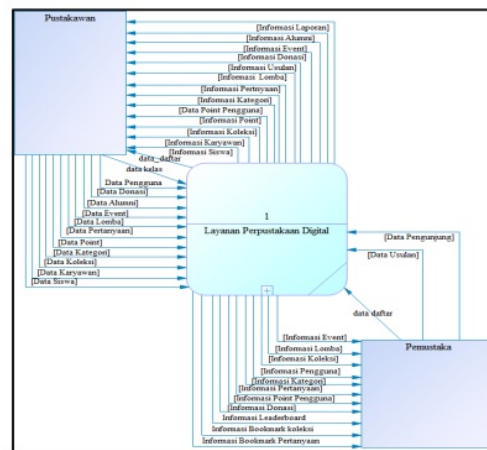 Pustakawan
[Informasi Laporan]
[Informasi Alumni]
[Informasi Event]
[Informasi Donasi]
[Informasi Usulan]
[Informasi Lomba]
[Informasi Pertnyaan]
[Informasi Kategori]
[Data Point Pengguna]
[Informasi Point]
[Informasi Koleksi]
[Informasi Karyawan]
[Informasi Siswa]
data_daftar
data kelas
Data Pengguna
[Data Donasi]
[Data Alumni]
[Data Event]
[Data Lomba]
[Data Pertanyaan]
[Data Point]
[Data Kategori]
[Data Koleksi]
[Data Karyawan]
[Data Siswa]
1
Layanan Perpustakaan Digital
[Data Pengunjung]
[Data Usulan]
data daftar
Pemustaka
[Informasi Event]
[Informasi Lomba]
[Informasi Koleksi]
[Informasi Pengguna]
[Informasi Kategori]
[Informasi Pertanyaan]
[Informasi Point Pengguna]
[Informasi Donasi]
Informasi Leaderboard
Informasi Bookmark koleksi
Informasi Bookmark Pertanyaan